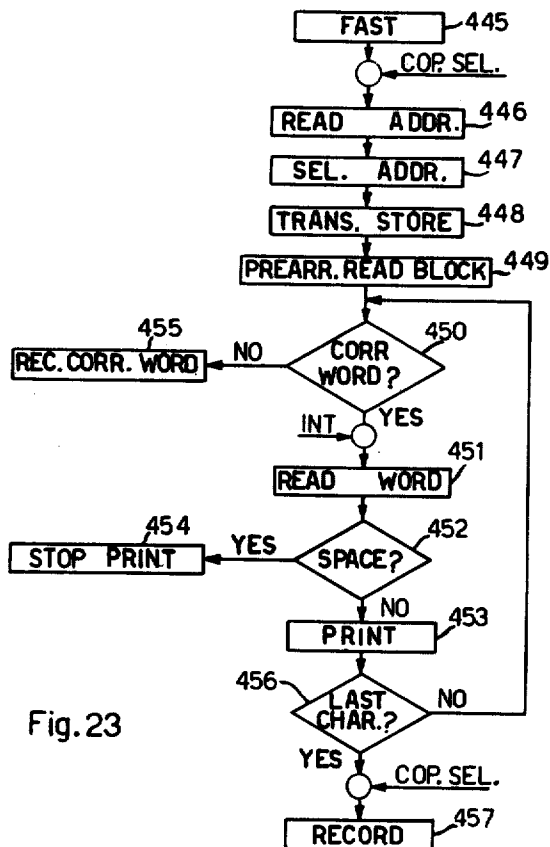 FAST 445
COP. SEL.
READ ADDR. 446
SEL. ADDR. 447
TRANS. STORE 448
PREARR. READ BLOCK 449
455 450
REC. CORR. WORD NO CORR
WORD?
YES
INT
451
READ WORD
454 452
STOP PRINT YES SPACE?
NO
PRINT 453
456 LAST
CHAR.? NO
Fig.23
YES
COP. SEL.
RECORD 457